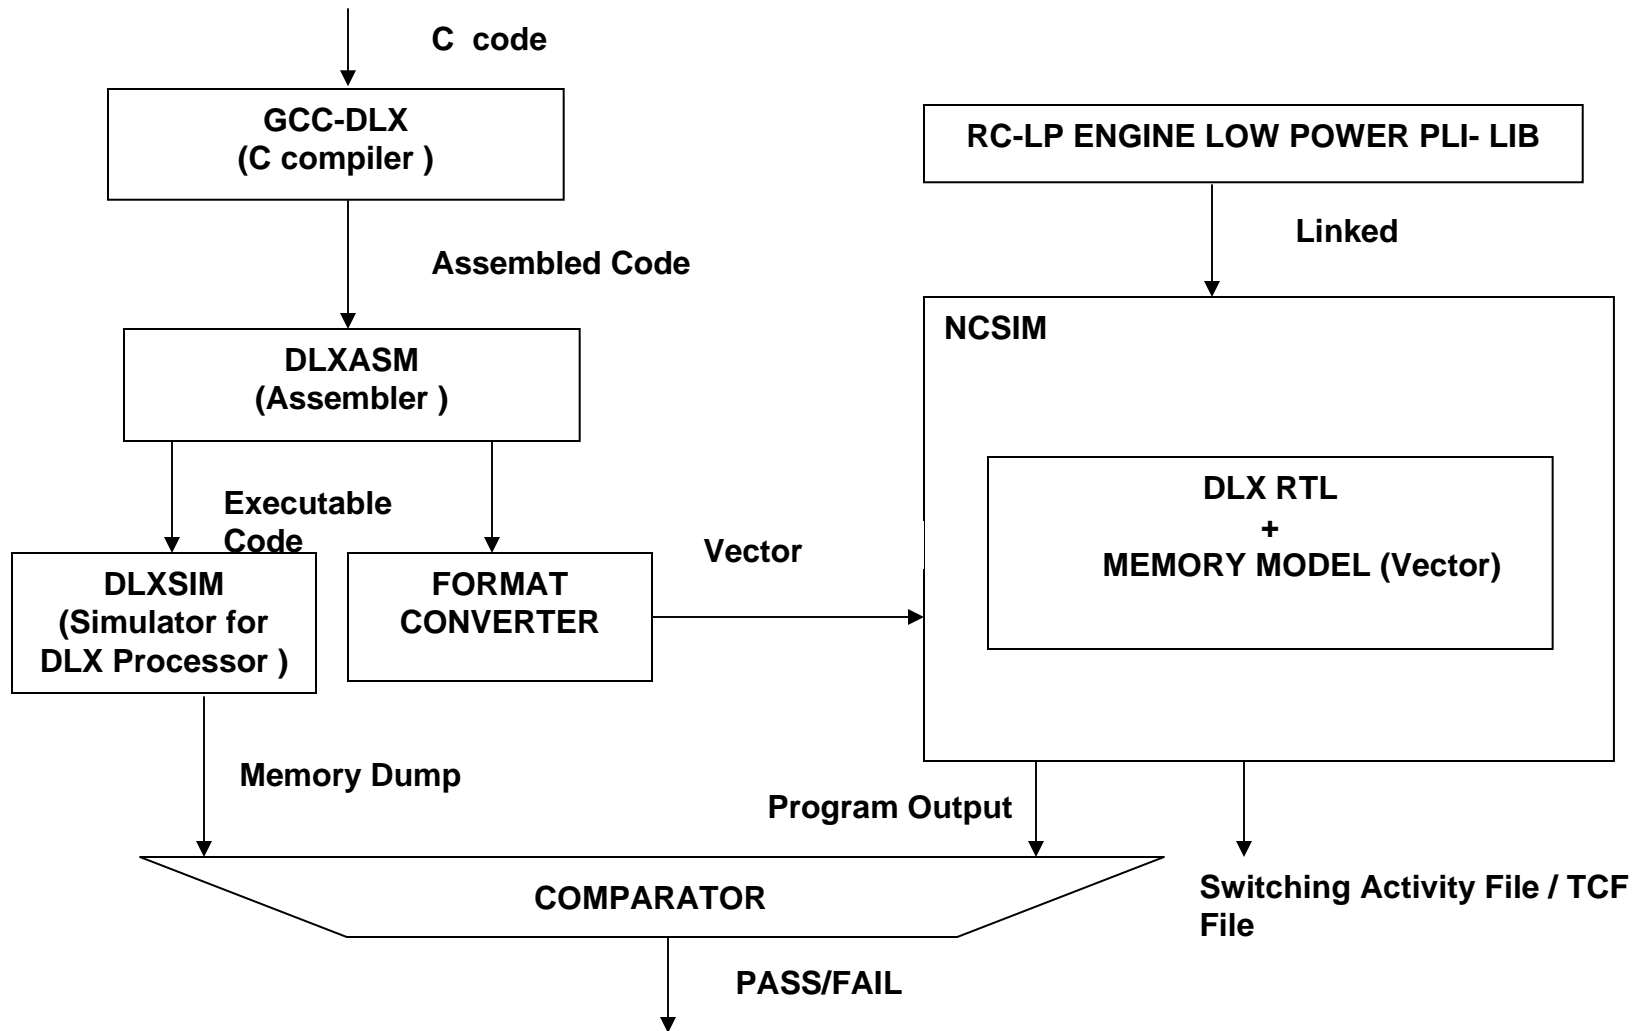 C  code
GCC-DLX
(C compiler )
RC-LP ENGINE LOW POWER PLI- LIB
Linked
Assembled Code
NCSIM
DLXASM
(Assembler )
DLX RTL
+
MEMORY MODEL (Vector)
Executable
Code
Vector
DLXSIM
(Simulator for
DLX Processor )
FORMAT
CONVERTER
Memory Dump
Program Output
COMPARATOR
Switching Activity File / TCF
File
PASS/FAIL